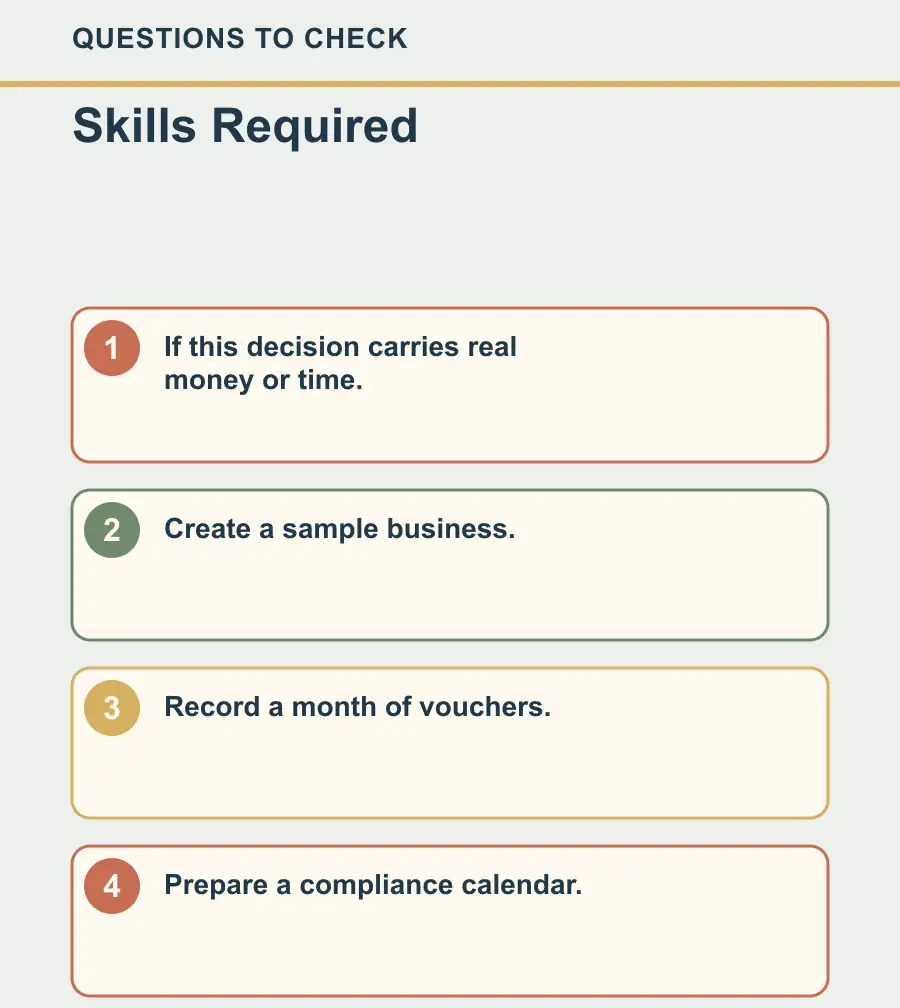 QUESTIONS TO CHECK
Skills Required
1
If this decision carries real
money or time.
2
Create a sample business.
3
Record a month of vouchers.
4
Prepare a compliance calendar.